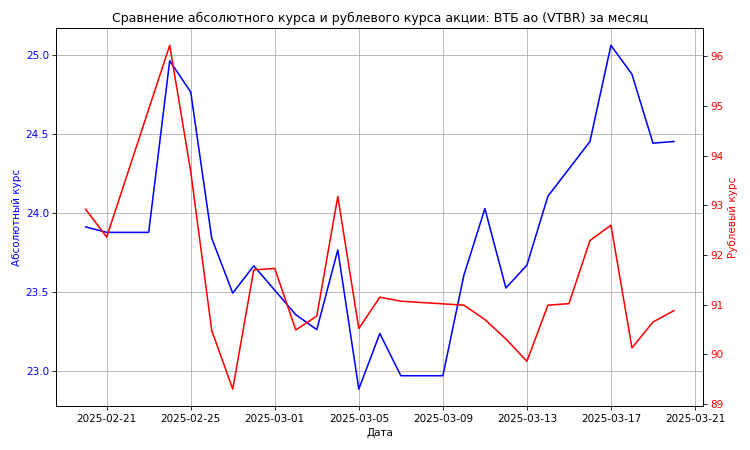 Сравнение абсолютного курса и рублевого курса акции: ВТБ ао (VTBR) за месяц
25.0
24.5
24.0
23.5
23.0
Абсолютный курс
96
95
94
93
92
91
90
89
Рублевый курс
2025-02-21 2025-02-25 2025-03-01 2025-03-05 2025-03-09 2025-03-13 2025-03-17 2025-03-21
Дата